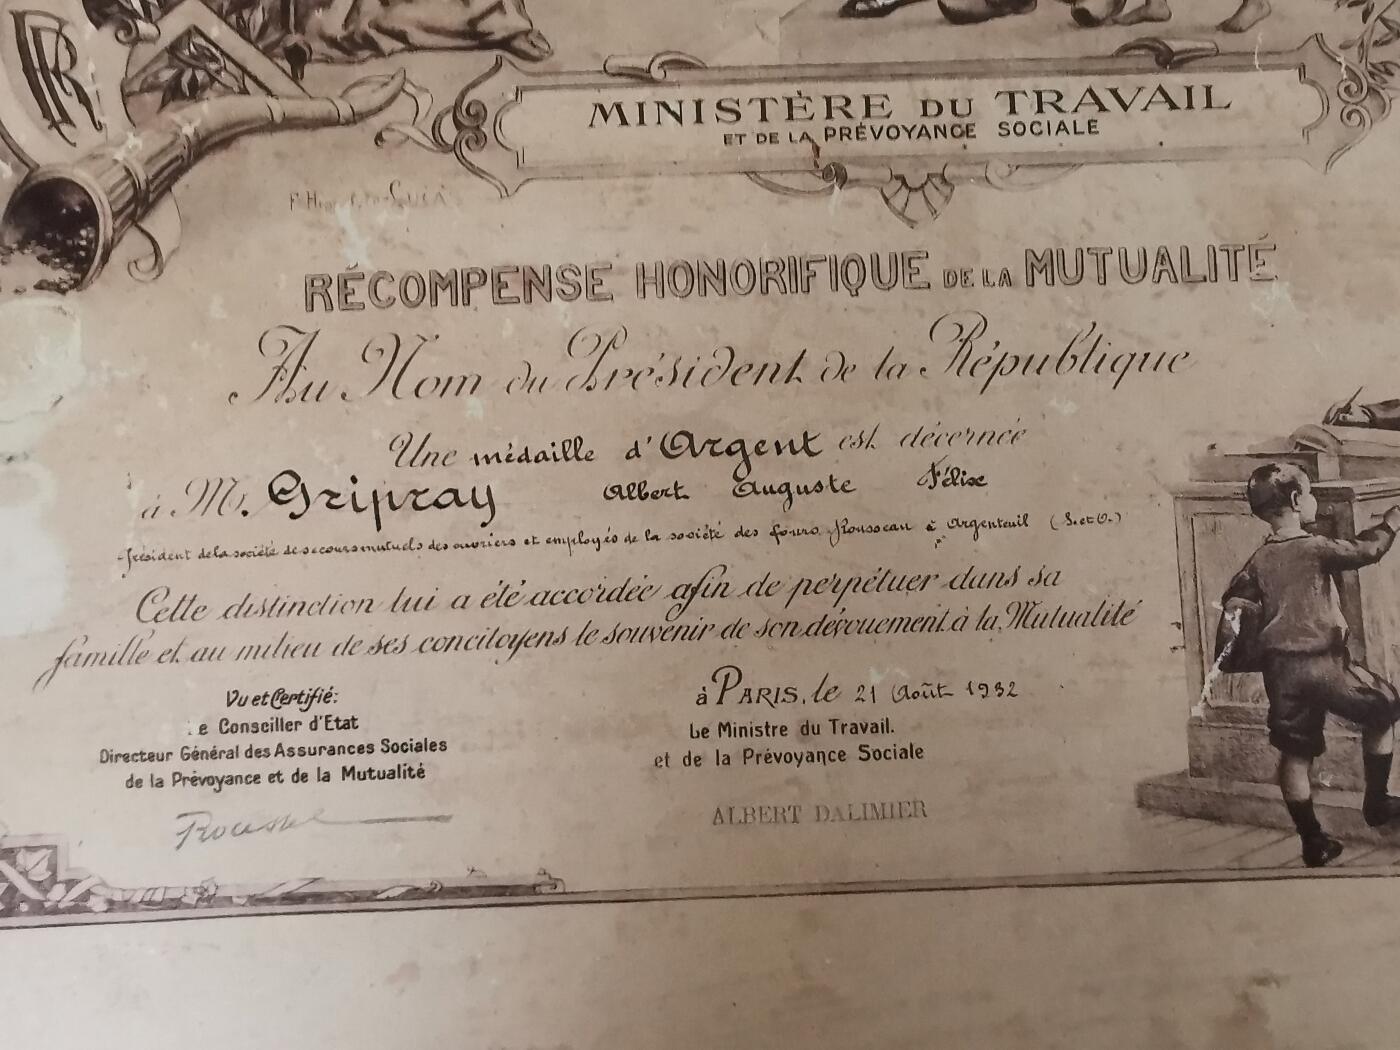 RF
MINISTÈRE DU TRAVAIL
ET DE LA PRÉVOYANCE SOCIALE
RÉCOMPENSE HONORIFIQUE DE LA MUTUALITÉ
Au Nom du Président de la République
Une médaille d'Argent est décernée
à M. Gripray Albert Auguste Félix
Président de la société de secours mutuels des ouvriers et employés de la société des fours Rousseau à Argenteuil (S. et O.)
Cette distinction lui a été accordée afin de perpétuer dans sa
famille et au milieu de ses concitoyens le souvenir de son dévouement à la Mutualité
Vu et Certifié:
e Conseiller d'Etat
Directeur Général des Assurances Sociales
de la Prévoyance et de la Mutualité
à PARIS, le 21 Août 1932
Le Ministre du Travail.
et de la Prévoyance Sociale
ALBERT DALIMIER